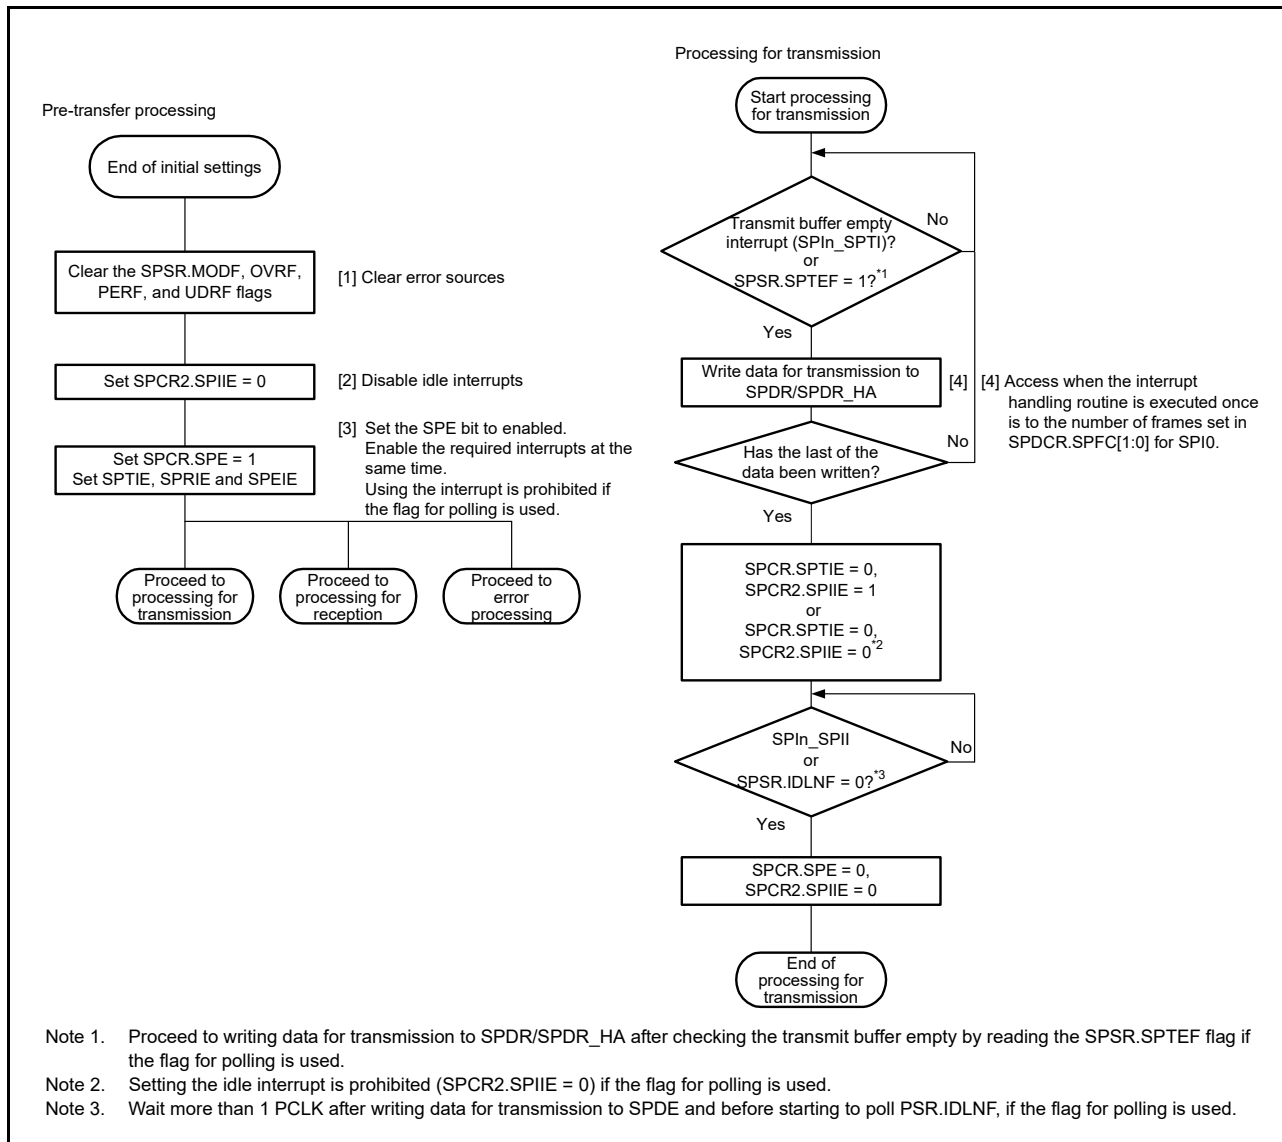 Pre-transfer processing
End of initial settings
Clear the SPSR.MODF, OVRF,
PERF, and UDRF flags
[1] Clear error sources
Set SPCR2.SPIIE = 0
[2] Disable idle interrupts
Set SPCR.SPE = 1
Set SPTIE, SPRIE and SPEIE
[3] Set the SPE bit to enabled.
Enable the required interrupts at the
same time.
Using the interrupt is prohibited if
the flag for polling is used.
Proceed to
processing for
transmission
Proceed to
processing for
reception
Proceed to
error
processing
Processing for transmission
Start processing
for transmission
Transmit buffer empty
interrupt (SPIn_SPTI)?
or
SPSR.SPTEF = 1?*1
No
Yes
Write data for transmission to
SPDR/SPDR_HA
[4]
[4] Access when the interrupt
handling routine is executed once
is to the number of frames set in
SPDCR.SPFC[1:0] for SPI0.
Has the last of the
data been written?
No
Yes
SPCR.SPTIE = 0,
SPCR2.SPIIE = 1
or
SPCR.SPTIE = 0,
SPCR2.SPIIE = 0*2
SPIn_SPII
or
SPSR.IDLNF = 0?*3
No
Yes
SPCR.SPE = 0,
SPCR2.SPIIE = 0
End of
processing for
transmission
Note 1. Proceed to writing data for transmission to SPDR/SPDR_HA after checking the transmit buffer empty by reading the SPSR.SPTEF flag if
the flag for polling is used.
Note 2. Setting the idle interrupt is prohibited (SPCR2.SPIIE = 0) if the flag for polling is used.
Note 3. Wait more than 1 PCLK after writing data for transmission to SPDE and before starting to poll PSR.IDLNF, if the flag for polling is used.